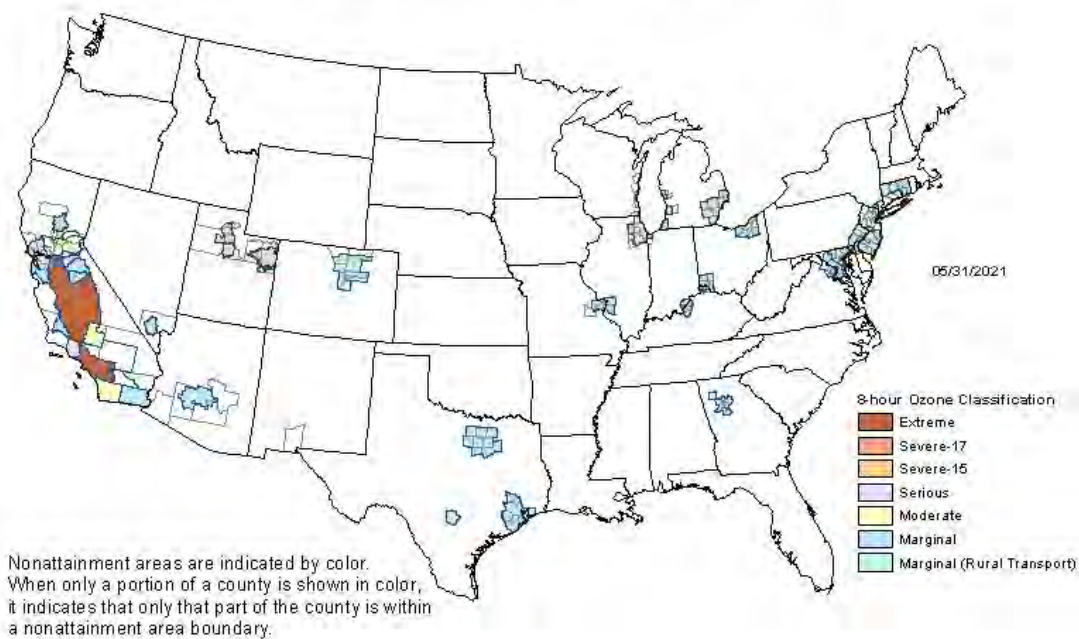 05/31/2021
8-hour Ozone Classification
Extreme
Severe-17
Severe-15
Serious
Moderate
Marginal
Marginal (Rural Transport)
Nonattainment areas are indicated by color.
When only a portion of a county is shown in color,
it indicates that only that part of the county is within
a nonattainment area boundary.